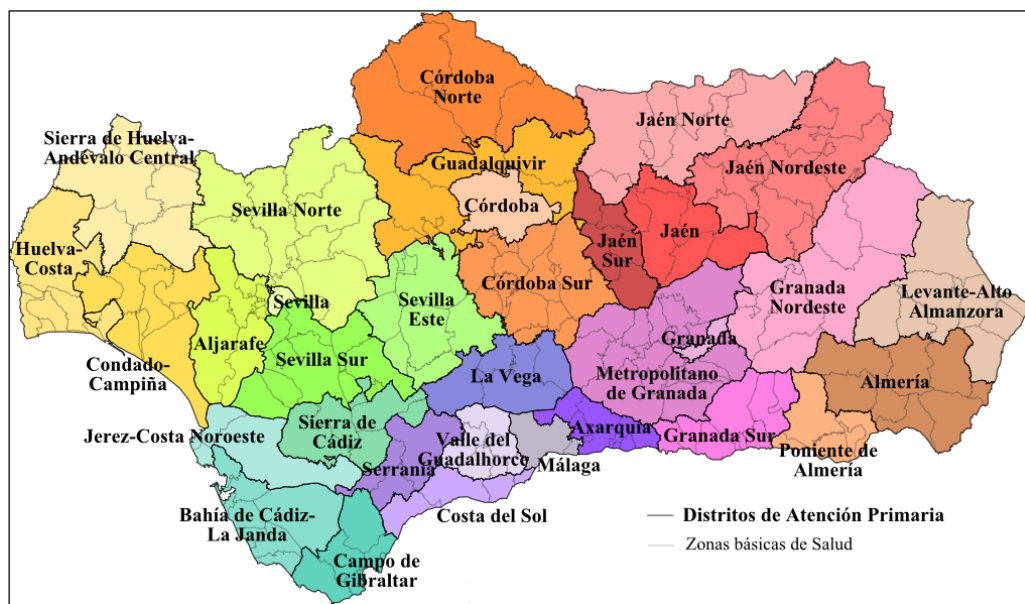 Córdoba
Norte
Jaén Norte
Sierra de Huelva-
Andévalo Central
Guadalquivir
Jaén Nordeste
Sevilla Norte
Córdoba
Huelva-
Costa
Jaén
Sur
Jaén
Córdoba Sur
Sevilla
Sevilla
Este
Granada
Nordeste
Levante-Alto
Almanzora
Aljarafe
Sevilla Sur
Granada
Condado-
Campiña
La Vega
Metropolitano
de Granada
Almería
Jerez-Costa Noroeste
Sierra de
Cádiz
Serranía
Valle del
Guadalhorce
Málaga
Axarquía
Granada Sur
Poniente de
Almería
Bahía de Cádiz-
La Janda
Costa del Sol
Campo de
Gibraltar
Distritos de Atención Primaria
Zonas básicas de Salud